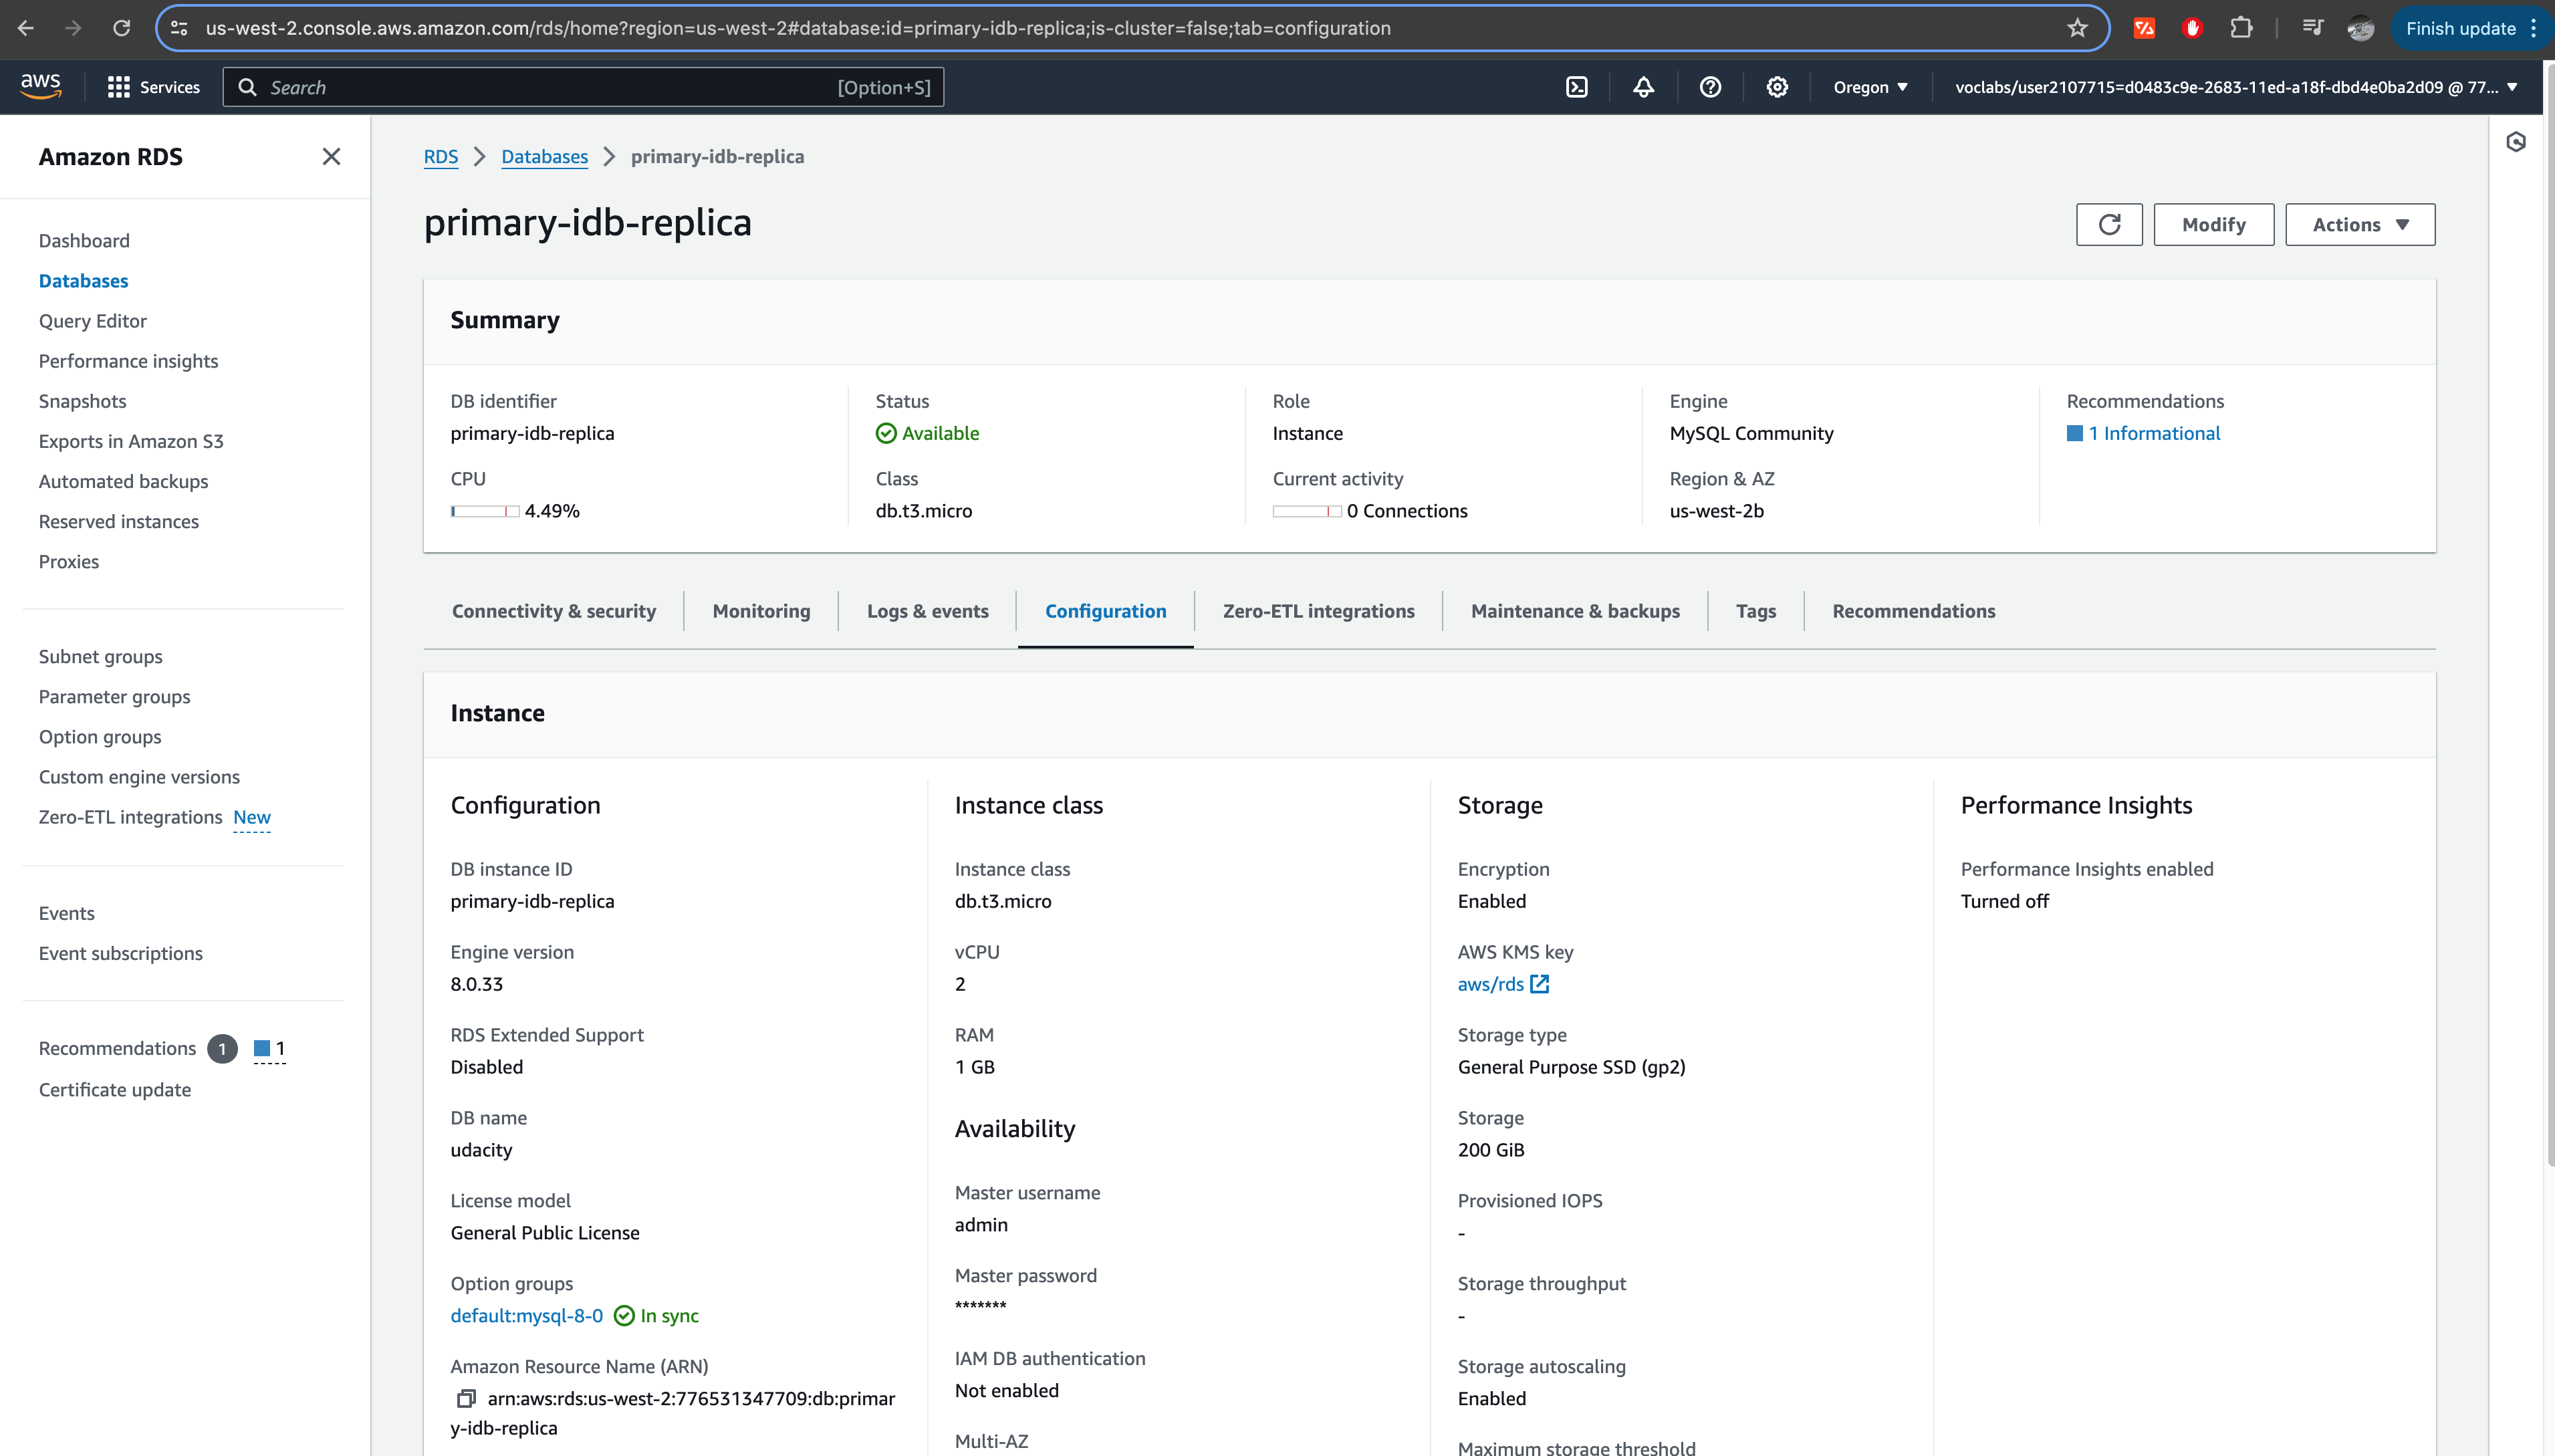 us-west-2.console.aws.amazon.com/rds/home?region=us-west-2#database:id=primary-idb-replica;is-cluster=false;tab=configuration
Finish update
aws
Services
Search
[Option+S]
Oregon
voclabs/user2107715=d0483c9e-2683-11ed-a18f-dbd4e0ba2d09 @ 77...
Amazon RDS
Dashboard
Databases
Query Editor
Performance insights
Snapshots
Exports in Amazon S3
Automated backups
Reserved instances
Proxies
Subnet groups
Parameter groups
Option groups
Custom engine versions
Zero-ETL integrations New
Events
Event subscriptions
Recommendations 1 1
Certificate update
RDS > Databases > primary-idb-replica
primary-idb-replica
Modify
Actions
Summary
DB identifier
primary-idb-replica
CPU
4.49%
Status
Available
Class
db.t3.micro
Role
Instance
Current activity
0 Connections
Engine
MySQL Community
Region & AZ
us-west-2b
Recommendations
1 Informational
Connectivity & security
Monitoring
Logs & events
Configuration
Zero-ETL integrations
Maintenance & backups
Tags
Recommendations
Instance
Configuration
DB instance ID
primary-idb-replica
Engine version
8.0.33
RDS Extended Support
Disabled
DB name
udacity
License model
General Public License
Option groups
default:mysql-8-0 In sync
Amazon Resource Name (ARN)
arn:aws:rds:us-west-2:776531347709:db:primar
y-idb-replica
Instance class
Instance class
db.t3.micro
vCPU
2
RAM
1 GB
Availability
Master username
admin
Master password
*******
IAM DB authentication
Not enabled
Multi-AZ
Storage
Encryption
Enabled
AWS KMS key
aws/rds
Storage type
General Purpose SSD (gp2)
Storage
200 GiB
Provisioned IOPS
-
Storage throughput
-
Storage autoscaling
Enabled
Maximum storage threshold
Performance Insights
Performance Insights enabled
Turned off